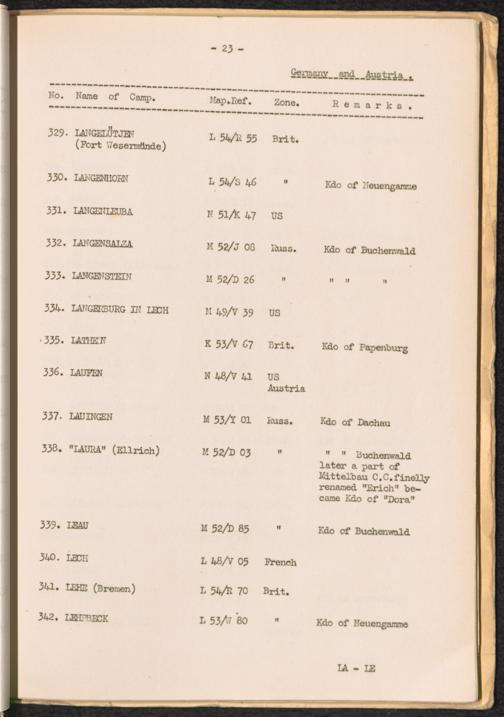 - 23 -
Germany and Austria.
No. Name of Camp. Map.Ref. Zone. Remarks.
329. LANGELÜTJEN L 54/R 55 Brit.
(Fort Wesermünde)
330. LANGENHORN L 54/S 46 " Kdo of Neuengamme
331. LANGENLEUBA N 51/K 47 US
332. LANGENSALZA M 52/J 08 Russ. Kdo of Buchenwald
333. LANGENSTEIN M 52/D 26 " " " "
334. LANGERBURG IN LECH M 49/V 39 US
335. LATHEN K 53/V 67 Brit. Kdo of Papenburg
336. LAUFEN N 48/V 41 US
Austria
337. LAUINGEN M 53/Y 01 Russ. Kdo of Dachau
338. "LAURA" (Ellrich) M 52/D 03 " " " Buchenwald
later a part of
Mittelbau C.C.finelly
renamed "Erich" be-
came Kdo of "Dora"
339. LEAU M 52/D 85 " Kdo of Buchenwald
340. LECH L 48/V 05 French
341. LEHE (Bremen) L 54/R 70 Brit.
342. LEHFBECK L 53/W 80 " Kdo of Neuengamme
LA - LE